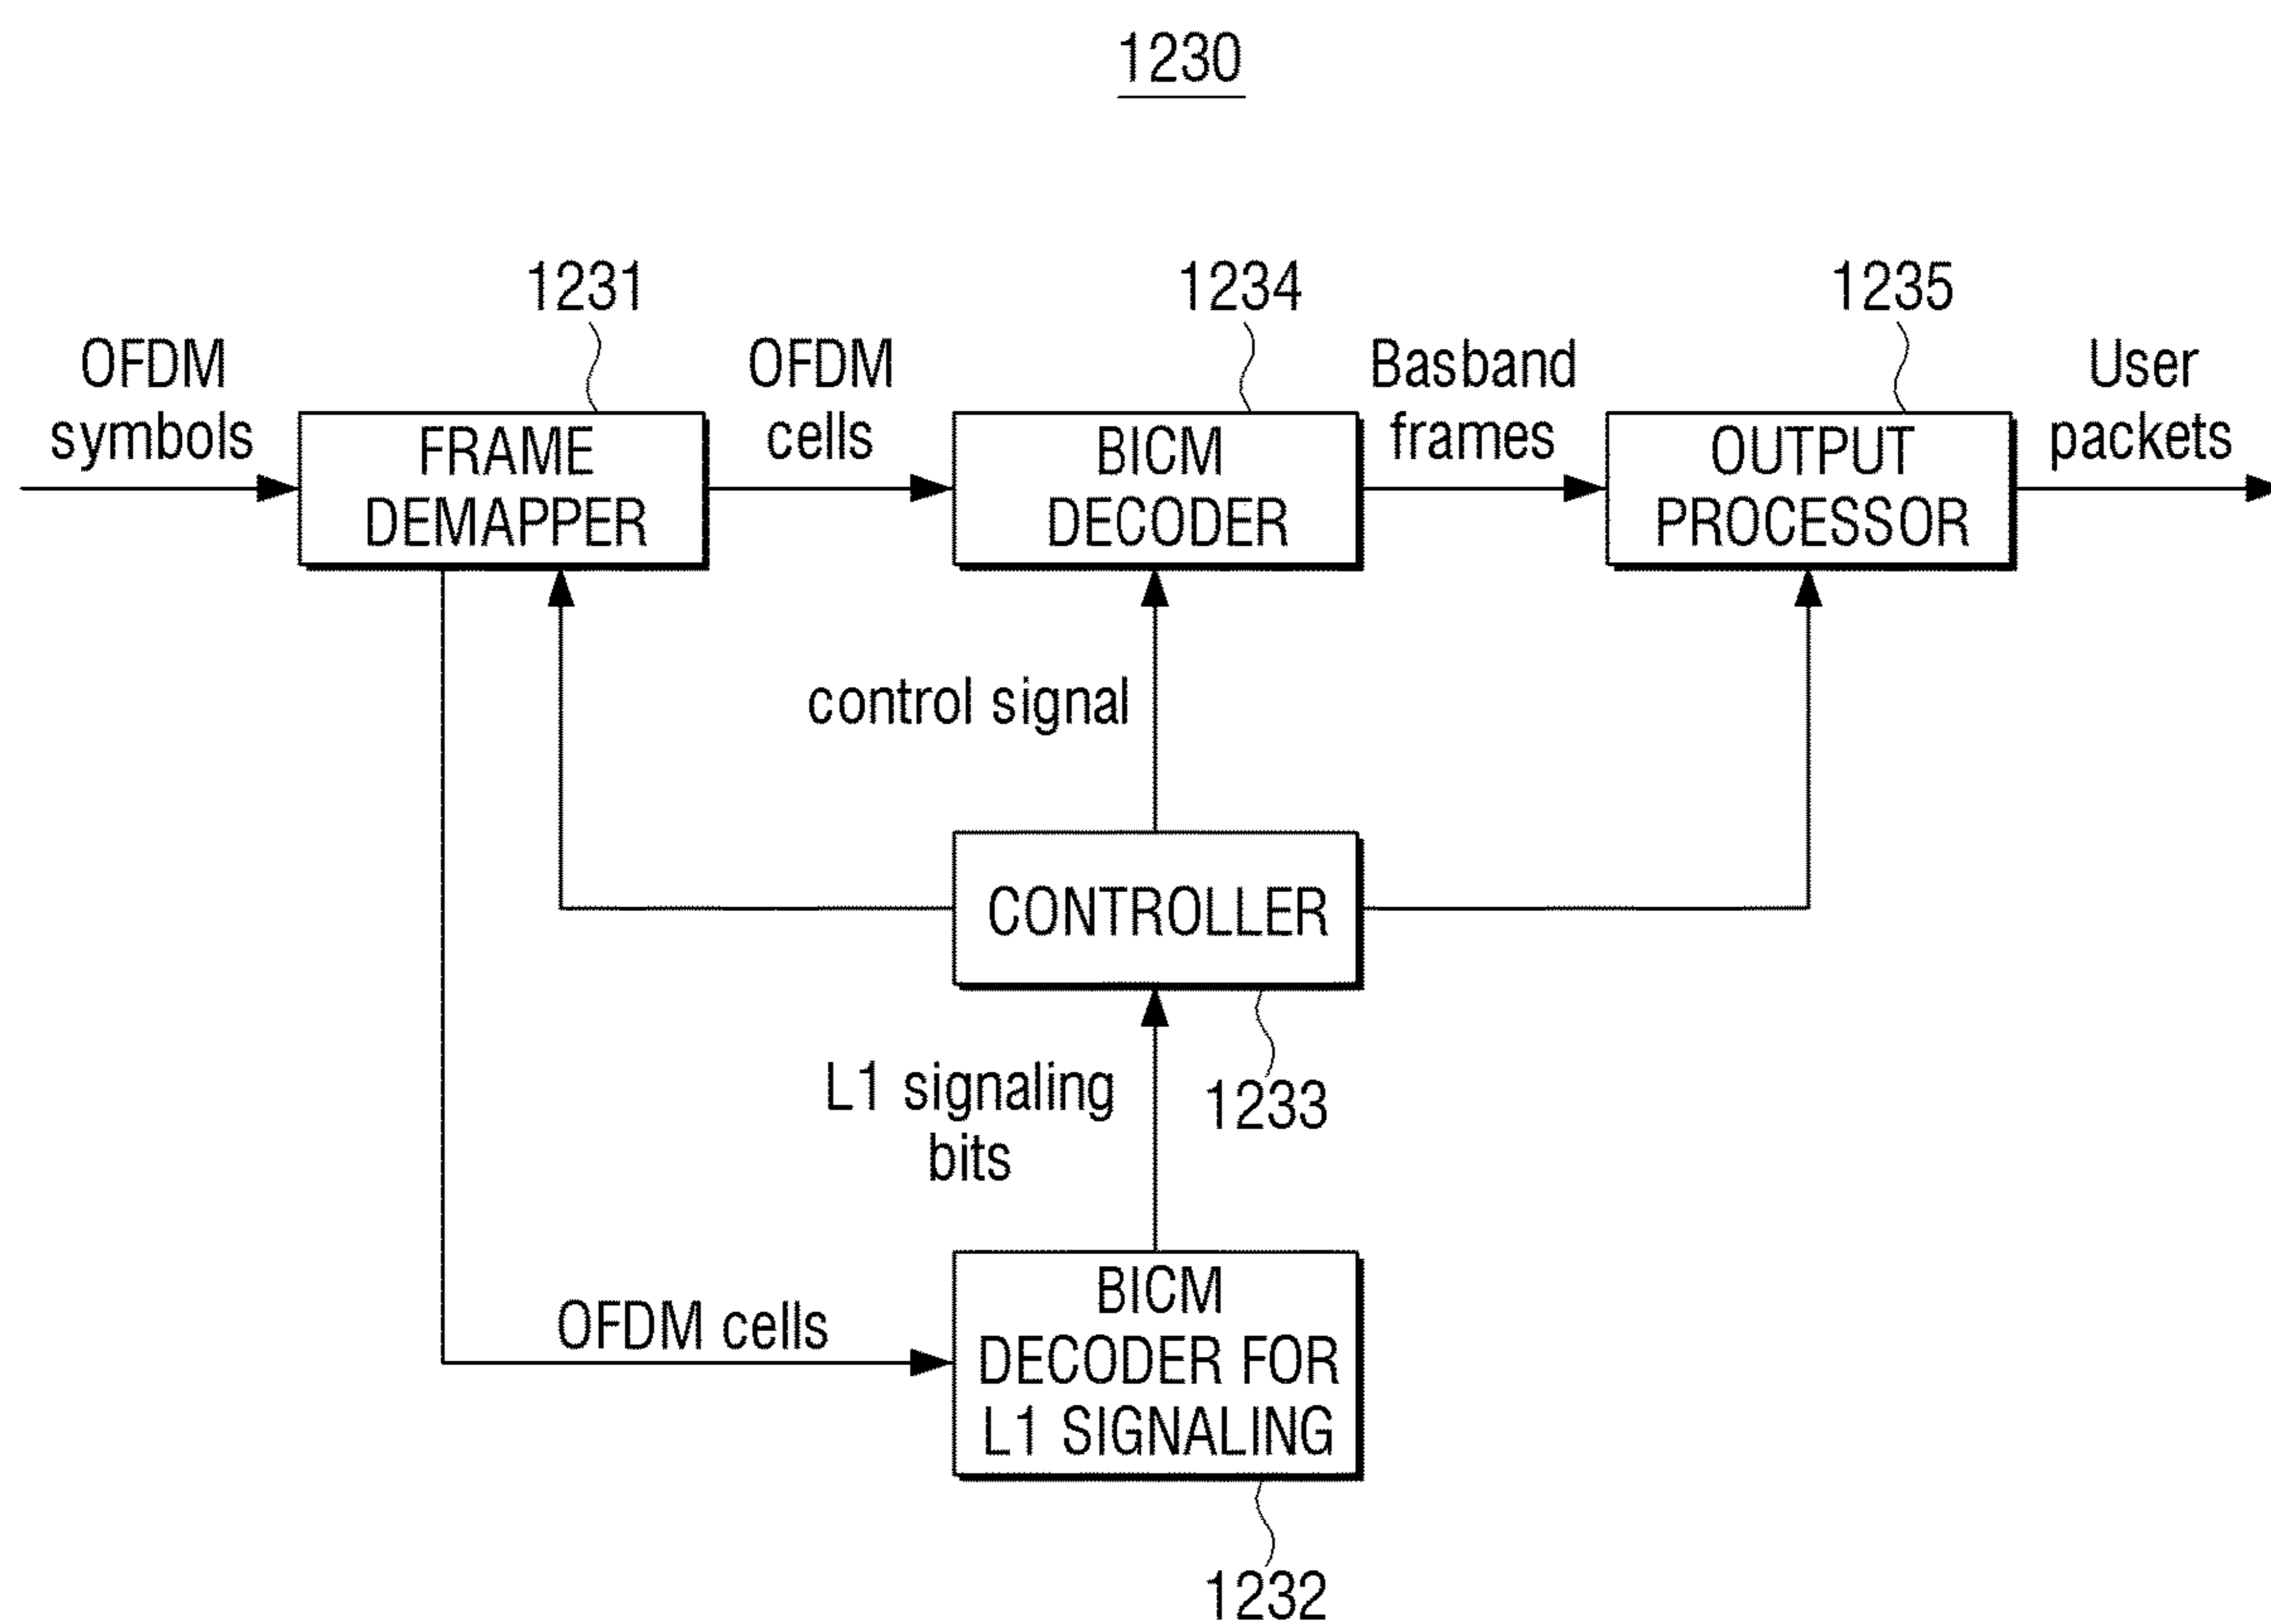 1230
1231
1234
1235
OFDM
symbols
FRAME
DEMAPPER
OFDM
cells
BICM
DECODER
Basband
frames
OUTPUT
PROCESSOR
User
packets
control signal
CONTROLLER
1233
L1 signaling
bits
OFDM cells
BICM
DECODER FOR
L1 SIGNALING
1232